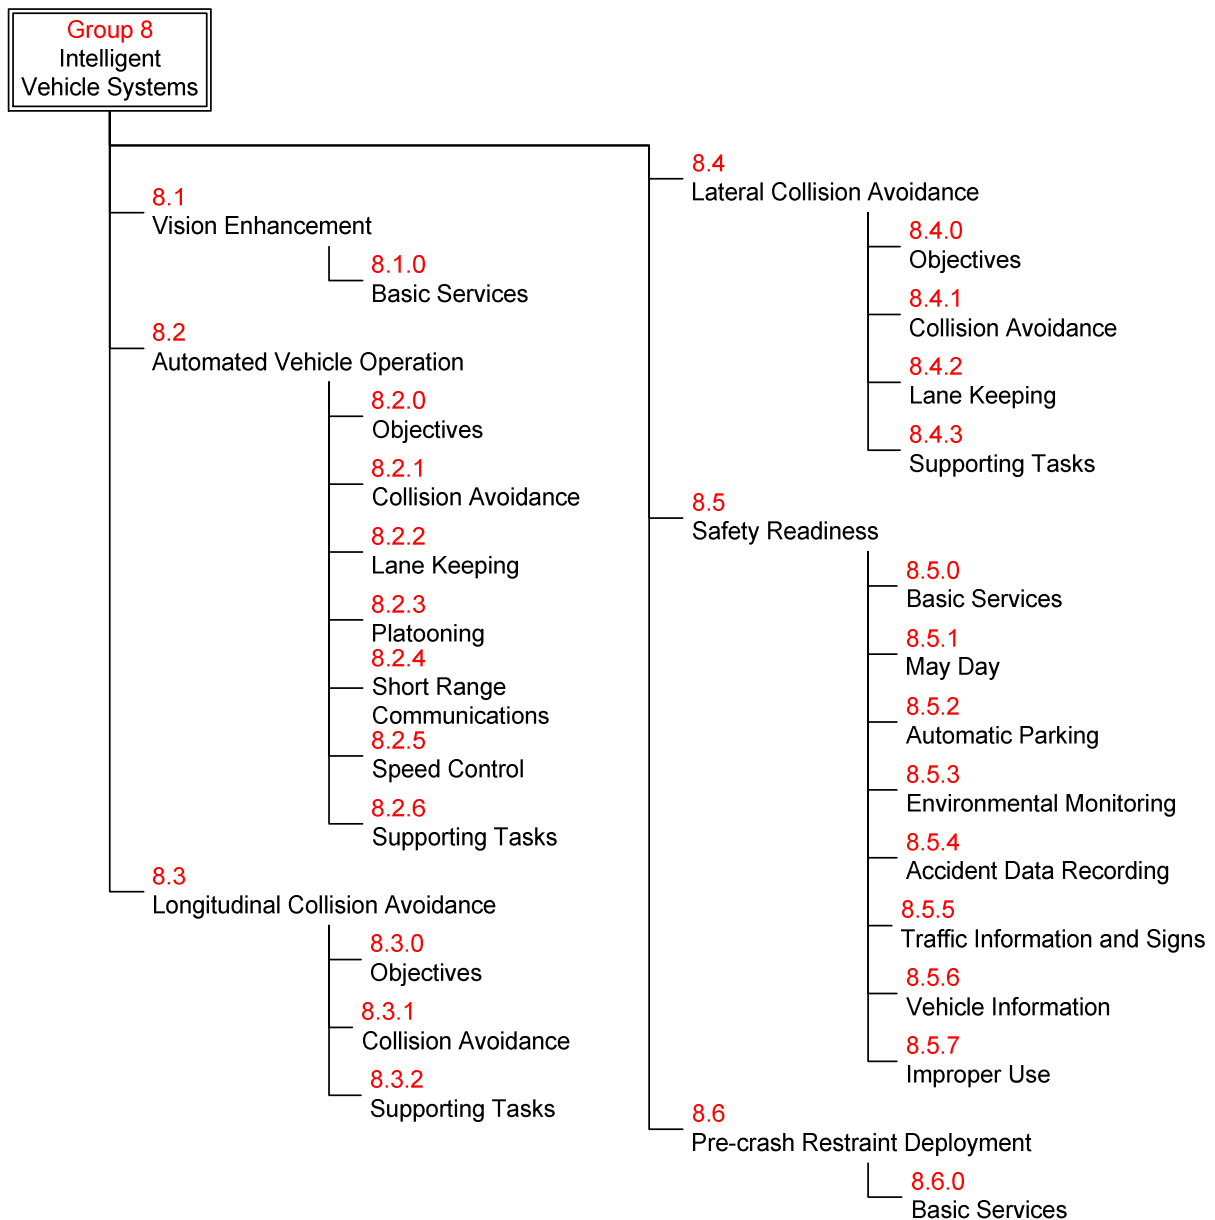 Group 8
Intelligent
Vehicle Systems
8.1
Vision Enhancement
8.1.0
Basic Services
8.2
Automated Vehicle Operation
8.2.0
Objectives
8.2.1
Collision Avoidance
8.2.2
Lane Keeping
8.2.3
Platooning
8.2.4
Short Range
Communications
8.2.5
Speed Control
8.2.6
Supporting Tasks
8.3
Longitudinal Collision Avoidance
8.3.0
Objectives
8.3.1
Collision Avoidance
8.3.2
Supporting Tasks
8.4
Lateral Collision Avoidance
8.4.0
Objectives
8.4.1
Collision Avoidance
8.4.2
Lane Keeping
8.4.3
Supporting Tasks
8.5
Safety Readiness
8.5.0
Basic Services
8.5.1
May Day
8.5.2
Automatic Parking
8.5.3
Environmental Monitoring
8.5.4
Accident Data Recording
8.5.5
Traffic Information and Signs
8.5.6
Vehicle Information
8.5.7
Improper Use
8.6
Pre-crash Restraint Deployment
8.6.0
Basic Services